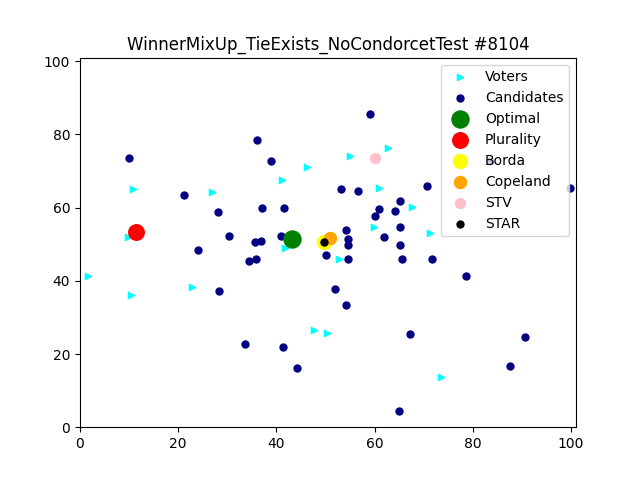 WinnerMixUp_TieExists_NoCondorcetTest #8104
100
80
60
40
20
0
0
20
40
60
80
100
Voters
Candidates
Optimal
Plurality
Borda
Copeland
STV
STAR